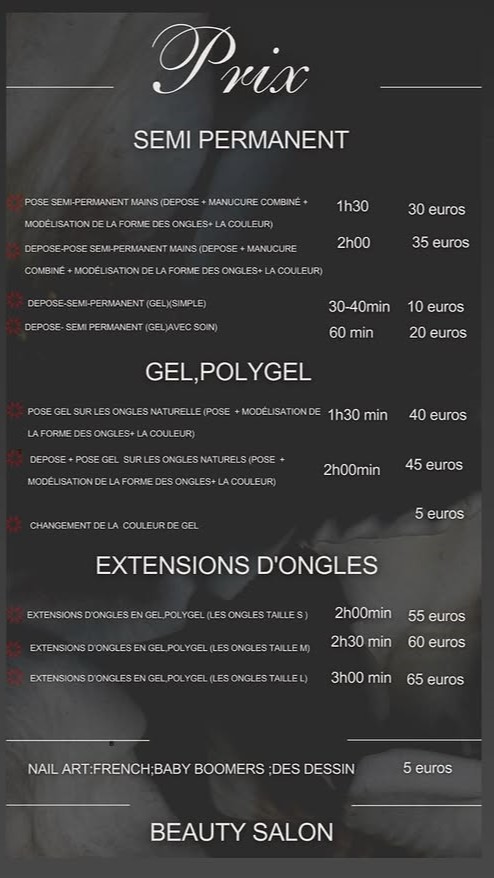 Prix
SEMI PERMANENT
POSE SEMI-PERMANENT MAINS (DEPOSE + MANUCURE COMBINÉ + 1h30 30 euros
MODÉLISATION DE LA FORME DES ONGLES+ LA COULEUR)
DEPOSE-POSE SEMI-PERMANENT MAINS (DEPOSE + MANUCURE 2h00 35 euros
COMBINÉ + MODÉLISATION DE LA FORME DES ONGLES+ LA COULEUR)
DEPOSE-SEMI-PERMANENT (GEL)(SIMPLE) 30-40min 10 euros
DEPOSE- SEMI PERMANENT (GEL)AVEC SOIN) 60 min 20 euros
GEL,POLYGEL
POSE GEL SUR LES ONGLES NATURELLE (POSE + MODÉLISATION DE 1h30 min 40 euros
LA FORME DES ONGLES+ LA COULEUR)
DEPOSE + POSE GEL SUR LES ONGLES NATURELS (POSE + 2h00min 45 euros
MODÉLISATION DE LA FORME DES ONGLES+ LA COULEUR)
CHANGEMENT DE LA COULEUR DE GEL 5 euros
EXTENSIONS D'ONGLES
EXTENSIONS D'ONGLES EN GEL,POLYGEL (LES ONGLES TAILLE S ) 2h00min 55 euros
EXTENSIONS D'ONGLES EN GEL,POLYGEL (LES ONGLES TAILLE M) 2h30 min 60 euros
EXTENSIONS D'ONGLES EN GEL,POLYGEL (LES ONGLES TAILLE L) 3h00 min 65 euros
NAIL ART:FRENCH;BABY BOOMERS ;DES DESSIN 5 euros
BEAUTY SALON